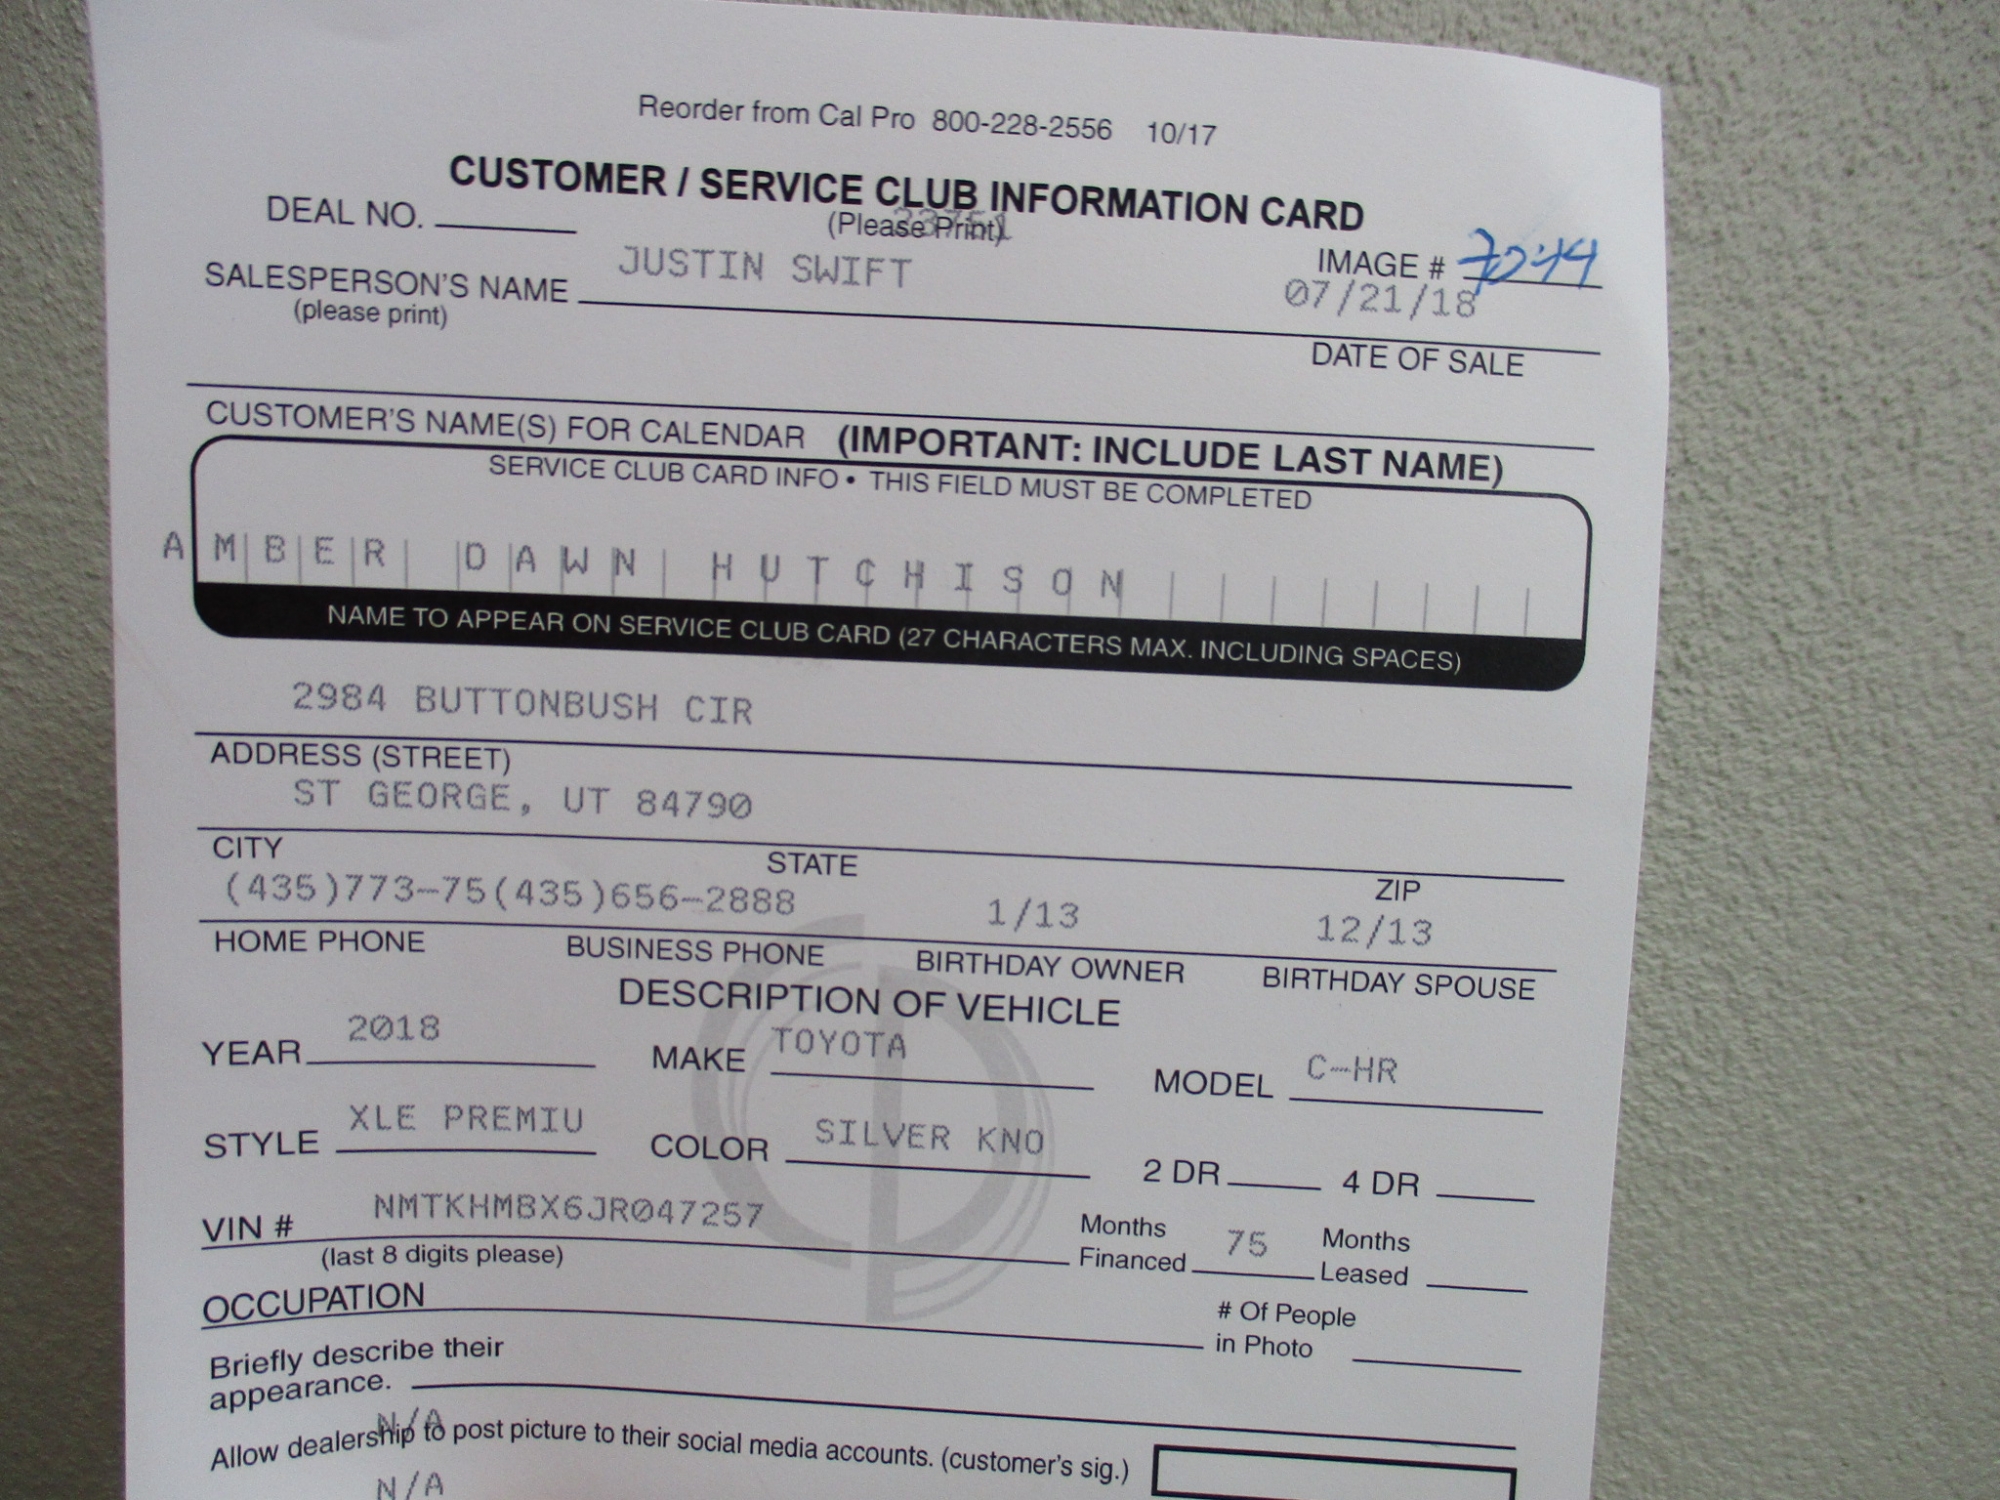 Reorder from Cal Pro 800-228-2556 10/17
CUSTOMER / SERVICE CLUB INFORMATION CARD
DEAL NO. (Please Print)
JUSTIN SWIFT
IMAGE #
SALESPERSON'S NAME
(please print)
07/21/18
DATE OF SALE
CUSTOMER'S NAME(S) FOR CALENDAR (IMPORTANT: INCLUDE LAST NAME)
SERVICE CLUB CARD INFO • THIS FIELD MUST BE COMPLETED
AMBER DAWN HUTCHISON
NAME TO APPEAR ON SERVICE CLUB CARD (27 CHARACTERS MAX. INCLUDING SPACES)
2984 BUTTONBUSH CIR
ADDRESS (STREET)
ST GEORGE, UT 84790
CITY STATE ZIP
(435)773-75(435)656-2888 1/13 12/13
HOME PHONE BUSINESS PHONE BIRTHDAY OWNER BIRTHDAY SPOUSE
DESCRIPTION OF VEHICLE
YEAR 2018 MAKE TOYOTA MODEL C-HR
STYLE XLE PREMIU COLOR SILVER KNO 2 DR 4 DR
VIN # NMTKHMBX6JR047257
(last 8 digits please)
Months Financed 75 Months Leased
OCCUPATION
# Of People in Photo
Briefly describe their
appearance.
N/A
Allow dealership to post picture to their social media accounts. (customer's sig.)
N/A